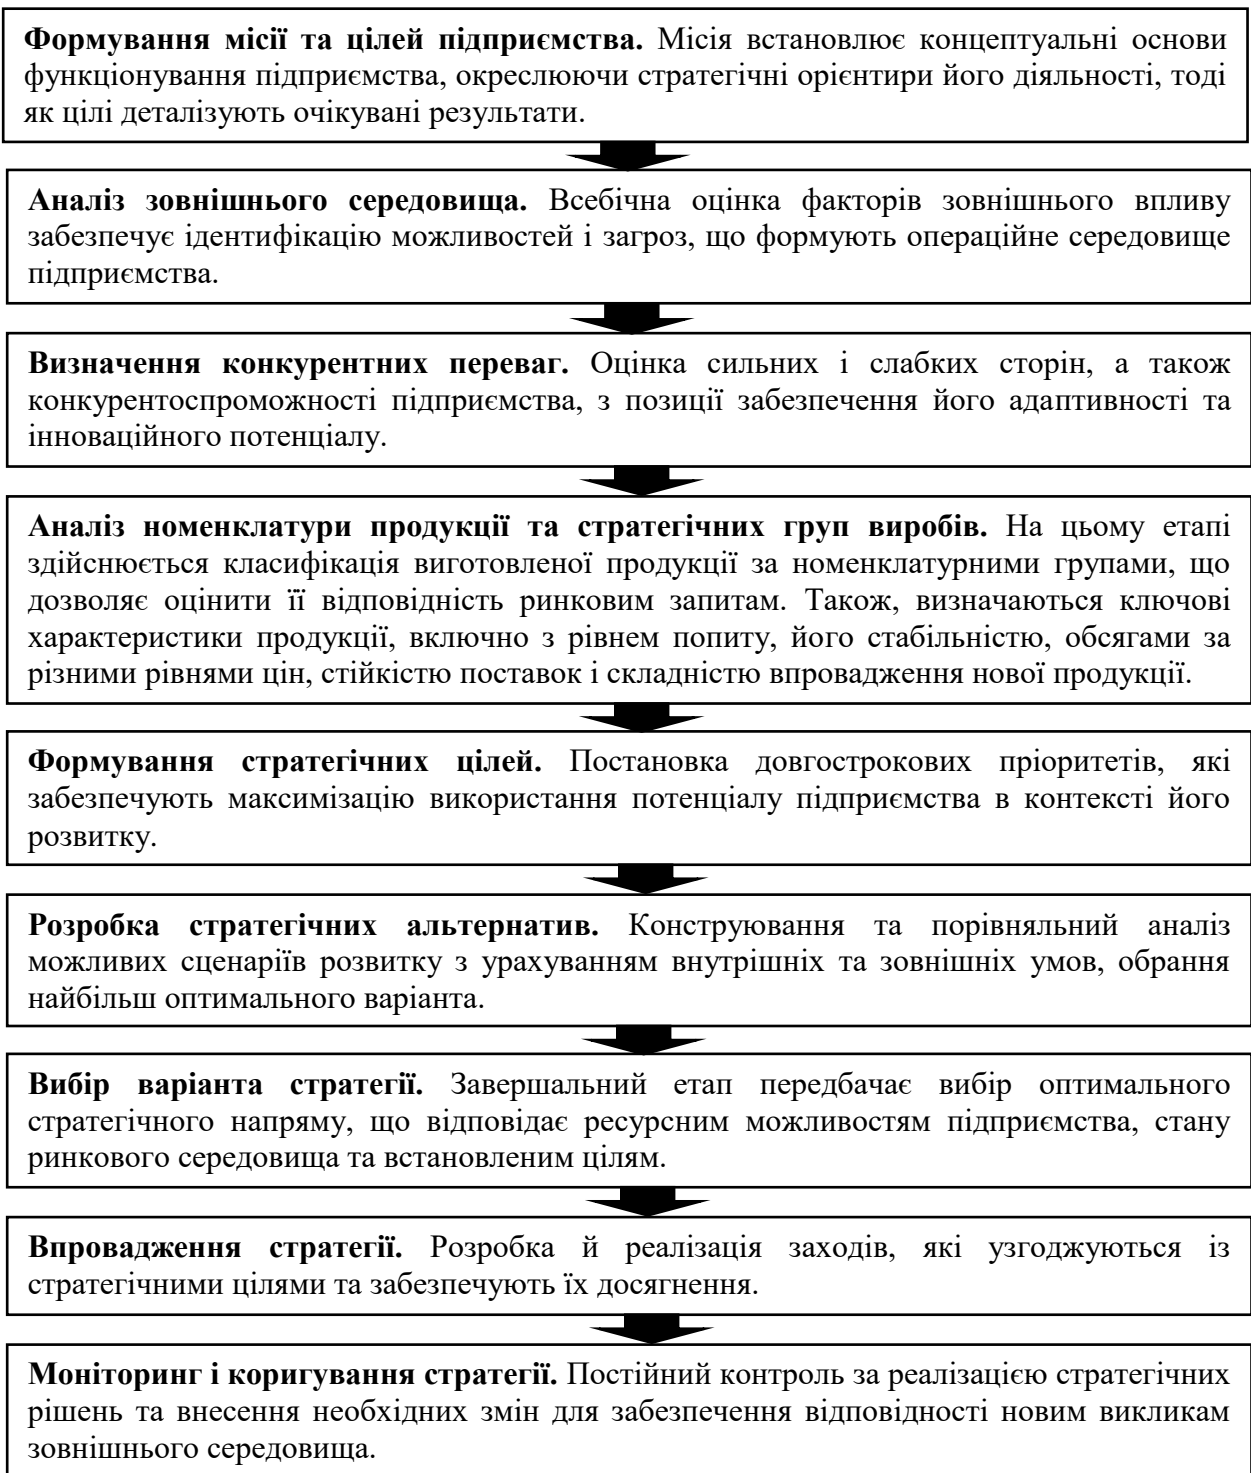 Формування місії та цілей підприємства. Місія встановлює концептуальні основи
функціонування підприємства, окреслюючи стратегічні орієнтири його діяльності, тоді
як цілі деталізують очікувані результати.
Аналіз зовнішнього середовища. Всебічна оцінка факторів зовнішнього впливу
забезпечує ідентифікацію можливостей і загроз, що формують операційне середовище
підприємства.
Визначення конкурентних переваг. Оцінка сильних і слабких сторін, а також
конкурентоспроможності підприємства, з позиції забезпечення його адаптивності та
інноваційного потенціалу.
Аналіз номенклатури продукції та стратегічних груп виробів. На цьому етапі
здійснюється класифікація виготовленої продукції за номенклатурними групами, що
дозволяє оцінити її відповідність ринковим запитам. Також, визначаються ключові
характеристики продукції, включно з рівнем попиту, його стабільністю, обсягами за
різними рівнями цін, стійкістю поставок і складністю впровадження нової продукції.
Формування стратегічних цілей. Постановка довгострокових пріоритетів, які
забезпечують максимізацію використання потенціалу підприємства в контексті його
розвитку.
Розробка стратегічних альтернатив. Конструювання та порівняльний аналіз
можливих сценаріїв розвитку з урахуванням внутрішніх та зовнішніх умов, обрання
найбільш оптимального варіанта.
Вибір варіанта стратегії. Завершальний етап передбачає вибір оптимального
стратегічного напряму, що відповідає ресурсним можливостям підприємства, стану
ринкового середовища та встановленим цілям.
Впровадження стратегії. Розробка й реалізація заходів, які узгоджуються із
стратегічними цілями та забезпечують їх досягнення.
Моніторинг і коригування стратегії. Постійний контроль за реалізацією стратегічних
рішень та внесення необхідних змін для забезпечення відповідності новим викликам
зовнішнього середовища.